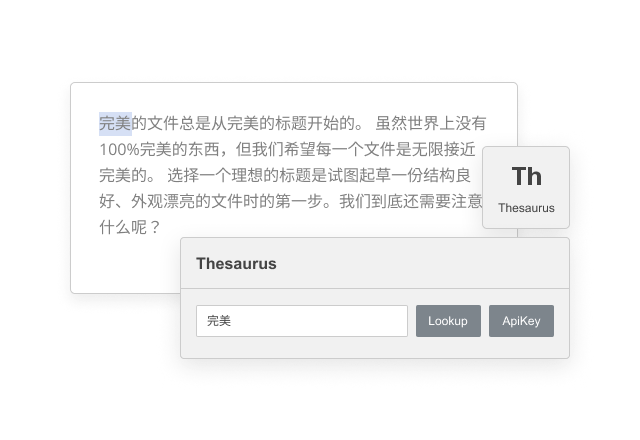 完美的文件总是从完美的标题开始的。 虽然世界上没有
100%完美的东西，但我们希望每一个文件是无限接近
完美的。 选择一个理想的标题是试图起草一份结构良
好、外观漂亮的文件时的第一步。我们到底还需要注意
什么呢？
Th
Thesaurus
Thesaurus
完美
Lookup
ApiKey